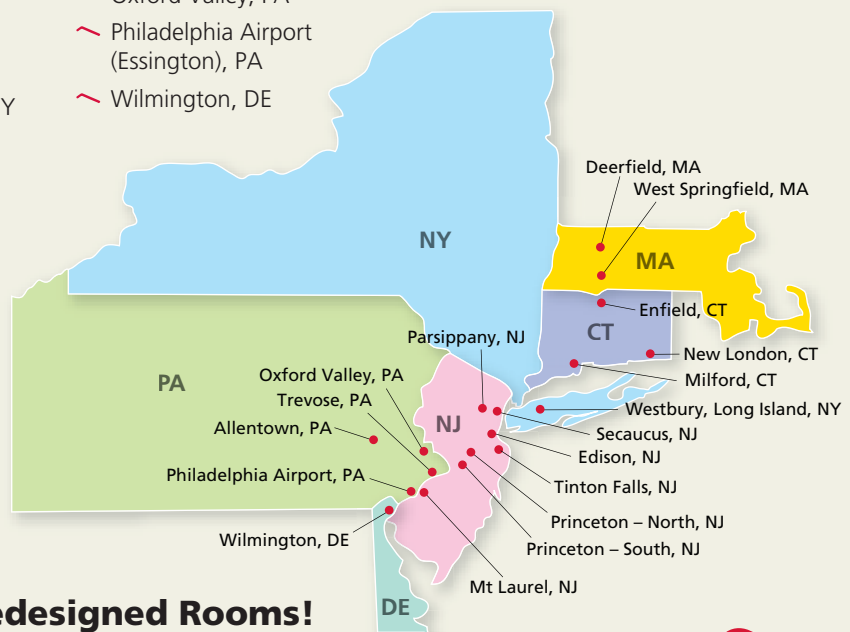 Oxford Valley, PA
Philadelphia Airport
(Essington), PA
Y
Wilmington, DE
Deerfield, MA
West Springfield, MA
NY
MA
Enfield, CT
CT
Parsippany, NJ
New London, CT
Oxford Valley, PA
Milford, CT
PA
Trevose, PA
Westbury, Long Island, NY
Allentown, PA
NJ
Secaucus, NJ
Edison, NJ
Philadelphia Airport, PA
Tinton Falls, NJ
Princeton – North, NJ
Wilmington, DE
Princeton – South, NJ
Mt Laurel, NJ
DE
edesigned Rooms!